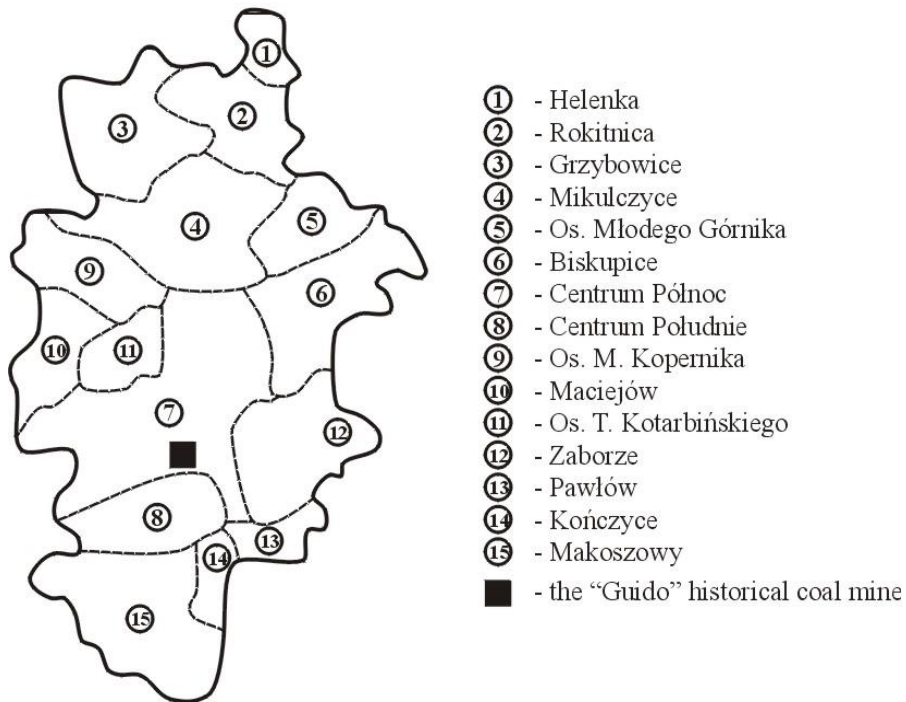 1
2
3
4
5
6
7
8
9
10
11
12
13
14
15
① - Helenka
② - Rokitnica
③ - Grzybowice
④ - Mikulczyce
⑤ - Os. Młodego Górnika
⑥ - Biskupice
⑦ - Centrum Północ
⑧ - Centrum Południe
⑨ - Os. M. Kopernika
⑩ - Maciejów
⑪ - Os. T. Kotarbińskiego
⑫ - Zaborze
⑬ - Pawłów
⑭ - Kończyce
⑮ - Makoszowy
- the “Guido” historical coal mine